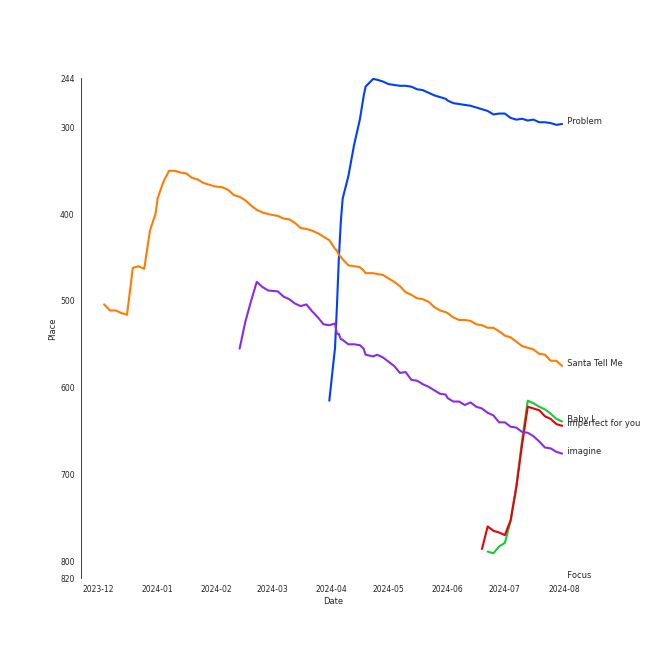 244
300
Problem
400
500
Place
Santa Tell Me
600
Baby I
imperfect for you
imagine
700
800
820
Focus
2023-12
2024-01
2024-02
2024-03
2024-04
2024-05
2024-06
2024-07
2024-08
Date